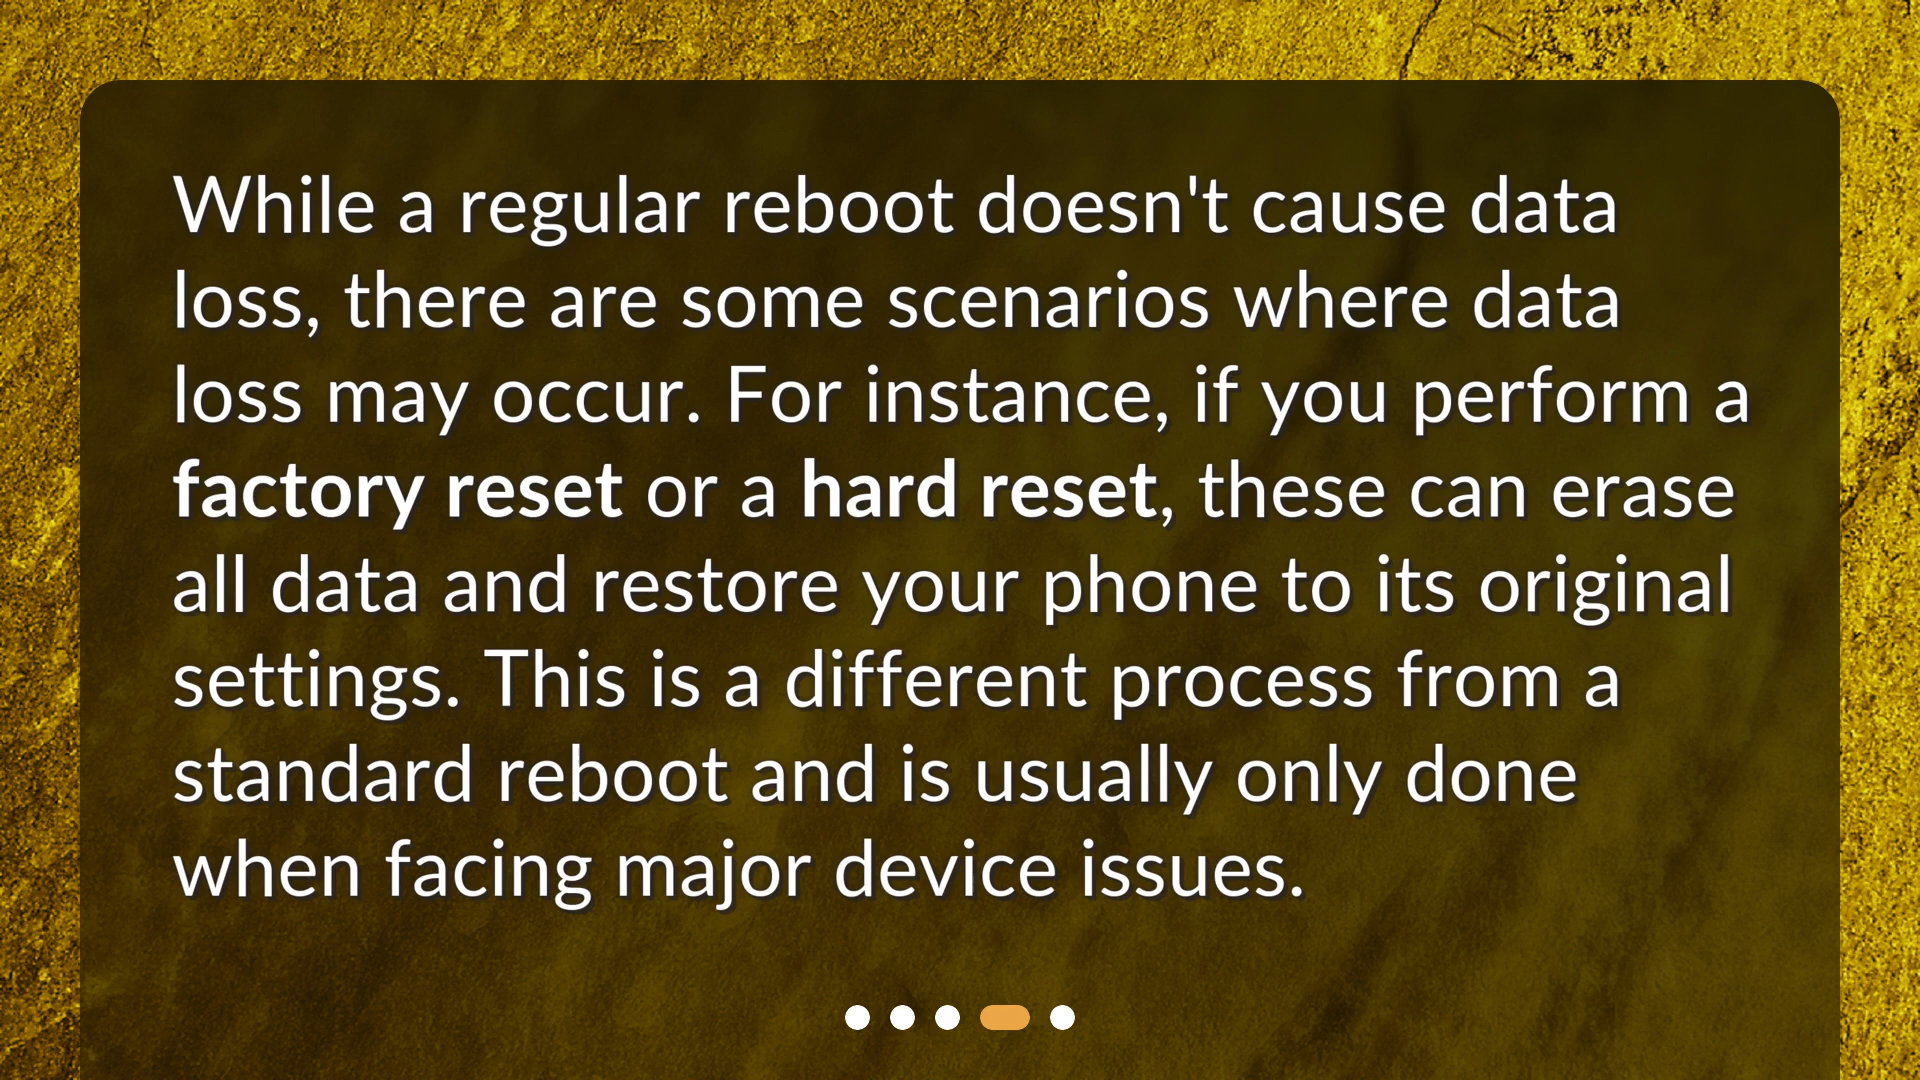 While a regular reboot doesn't cause data
loss, there are some scenarios where data
loss may occur. For instance, if you perform a
factory reset or a hard reset, these can erase
all data and restore your phone to its original
settings. This is a different process from a
standard reboot and is usually only done
when facing major device issues.